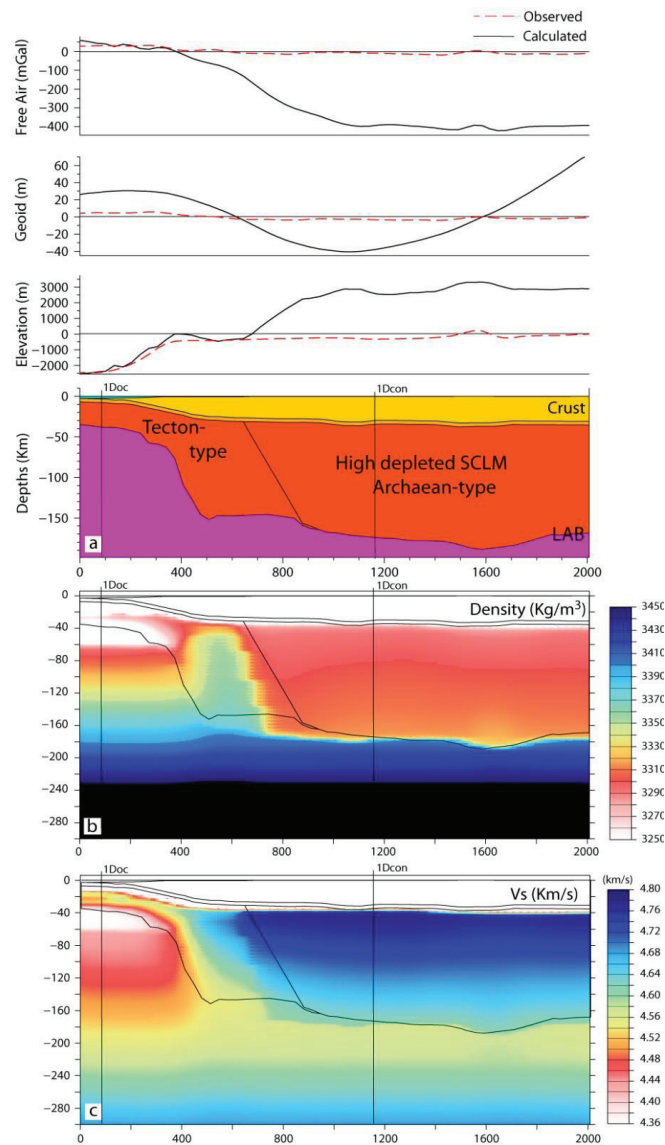 Observed
Calculated
Free Air (mGal)
0
−100
−200
−300
−400
Geoid (m)
60
40
20
0
−20
−40
Elevation (m)
3000
2000
1000
0
−1000
−2000
1Doc
1Dcon
Crust
Tecton-
type
High depleted SCLM
Archaean-type
LAB
a
Depths (Km)
0
−50
−100
−150
0 400 800 1200 1600 2000
1Doc
1Dcon
Density (Kg/m³)
b
0
−40
−80
−120
−160
−200
−240
−280
0 400 800 1200 1600 2000
3450
3430
3410
3390
3370
3350
3330
3310
3290
3270
3250
1Doc
1Dcon
Vs (Km/s)
c
0
−40
−80
−120
−160
−200
−240
−280
0 400 800 1200 1600 2000
(km/s)
4.80
4.76
4.72
4.68
4.64
4.60
4.56
4.52
4.48
4.44
4.40
4.36